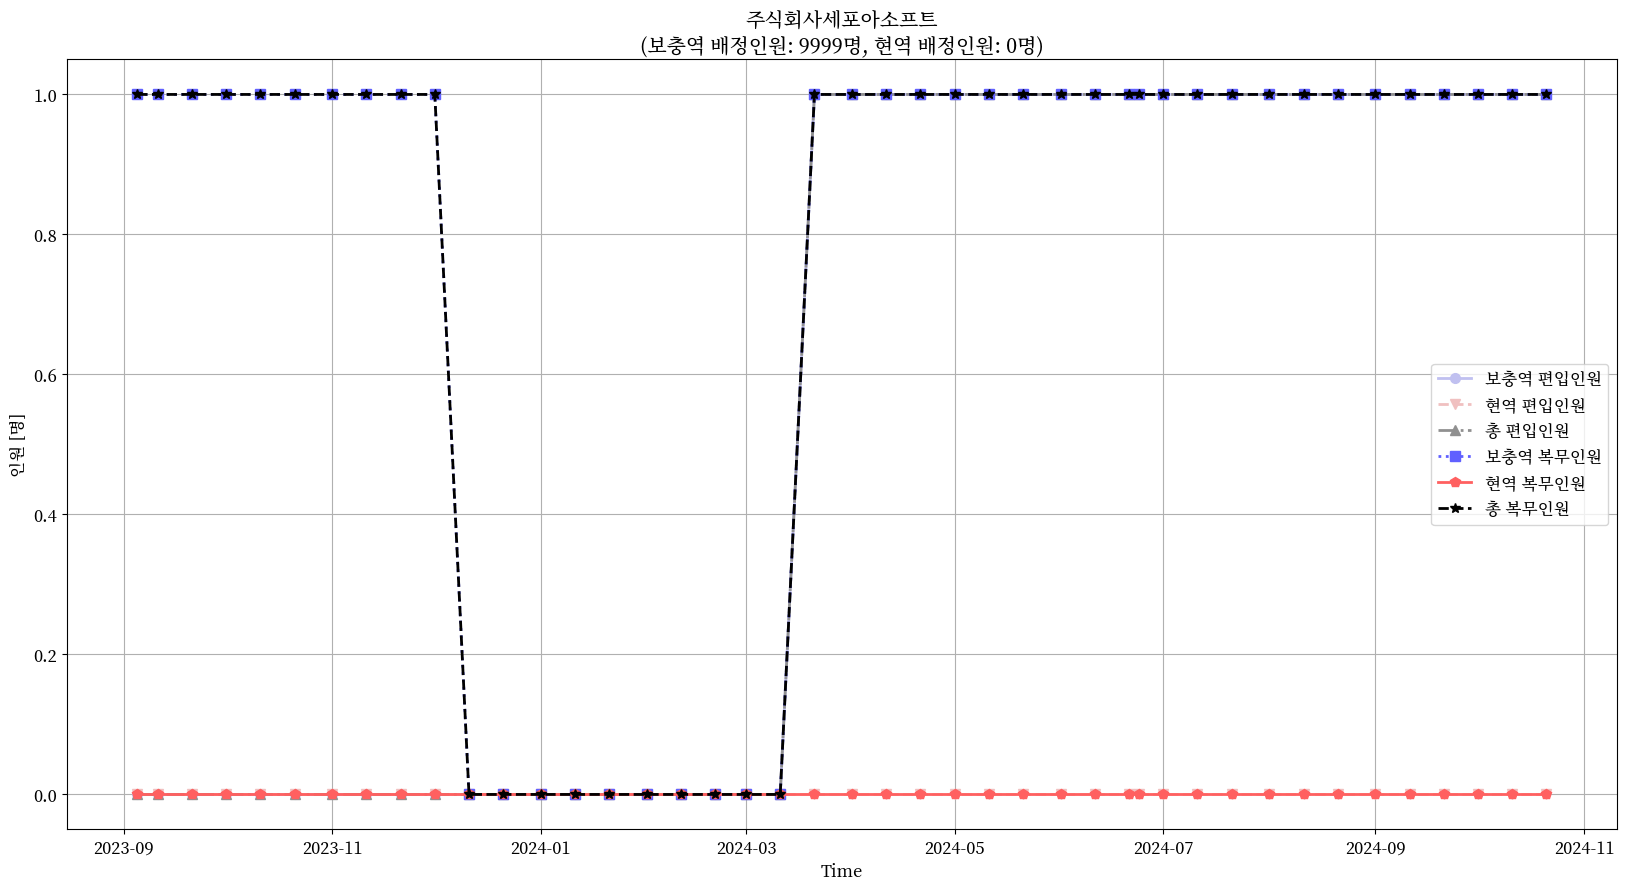 주식회사세포아소프트
(보충역 배정인원: 9999명, 현역 배정인원: 0명)
1.0
0.8
0.6
0.4
0.2
0.0
인원 [명]
보충역 편입인원
현역 편입인원
총 편입인원
보충역 복무인원
현역 복무인원
총 복무인원
2023-09
2023-11
2024-01
2024-03
2024-05
2024-07
2024-09
2024-11
Time